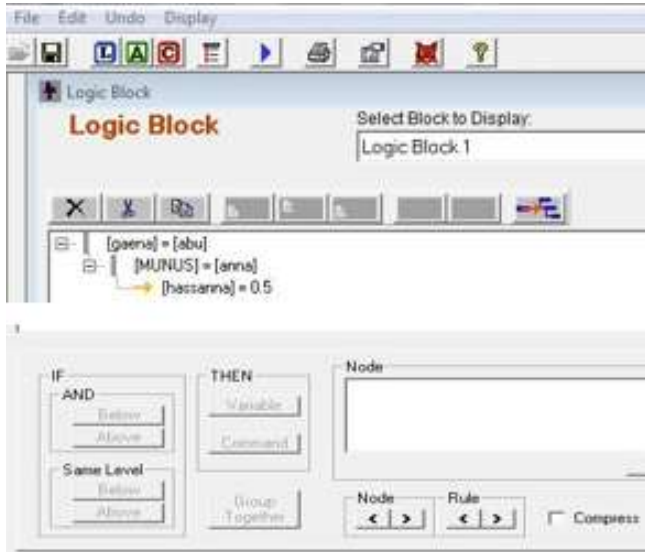 File Edit Undo Display
L A C
Logic Block
Logic Block
Select Block to Display:
Logic Block 1
[gaena] = [abu]
[MUNUS] = [anna]
[hassanna] = 0.5
IF
THEN
Node
AND
Below
Above
Variable
Command
Same Level
Below
Above
Group Together
Node
< >
Rule
< >
Compress